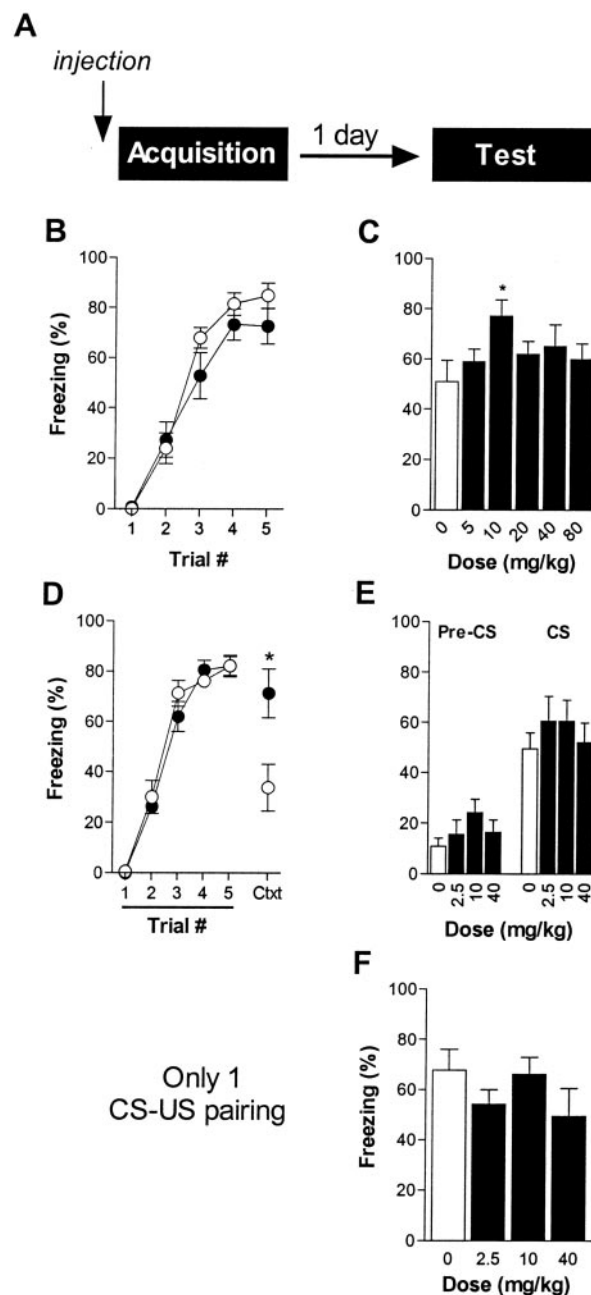 A
injection
Acquisition
1 day
Test
B
Freezing (%)
100
80
60
40
20
0
1 2 3 4 5
Trial #
C
100
80
60
40
20
0
*
0 5 10 20 40 80
Dose (mg/kg)
D
Freezing (%)
100
80
60
40
20
0
*
1 2 3 4 5 Ctxt
Trial #
E
100
80
60
40
20
0
Pre-CS CS
0 2.5 10 40 0 2.5 10 40
Dose (mg/kg)
Only 1
CS-US pairing
F
Freezing (%)
100
80
60
40
60
0
0 2.5 10 40
Dose (mg/kg)